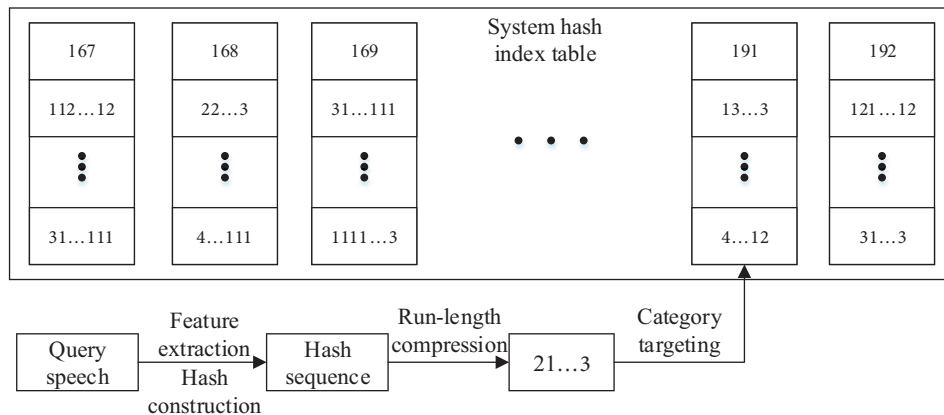 167
168
169
System hash
index table
191
192
112…12
22…3
31…111
13…3
121…12
31…111
4…111
1111…3
4…12
31…3
Query
speech
Feature
extraction
Hash
construction
Hash
sequence
Run-length
compression
21…3
Category
targeting